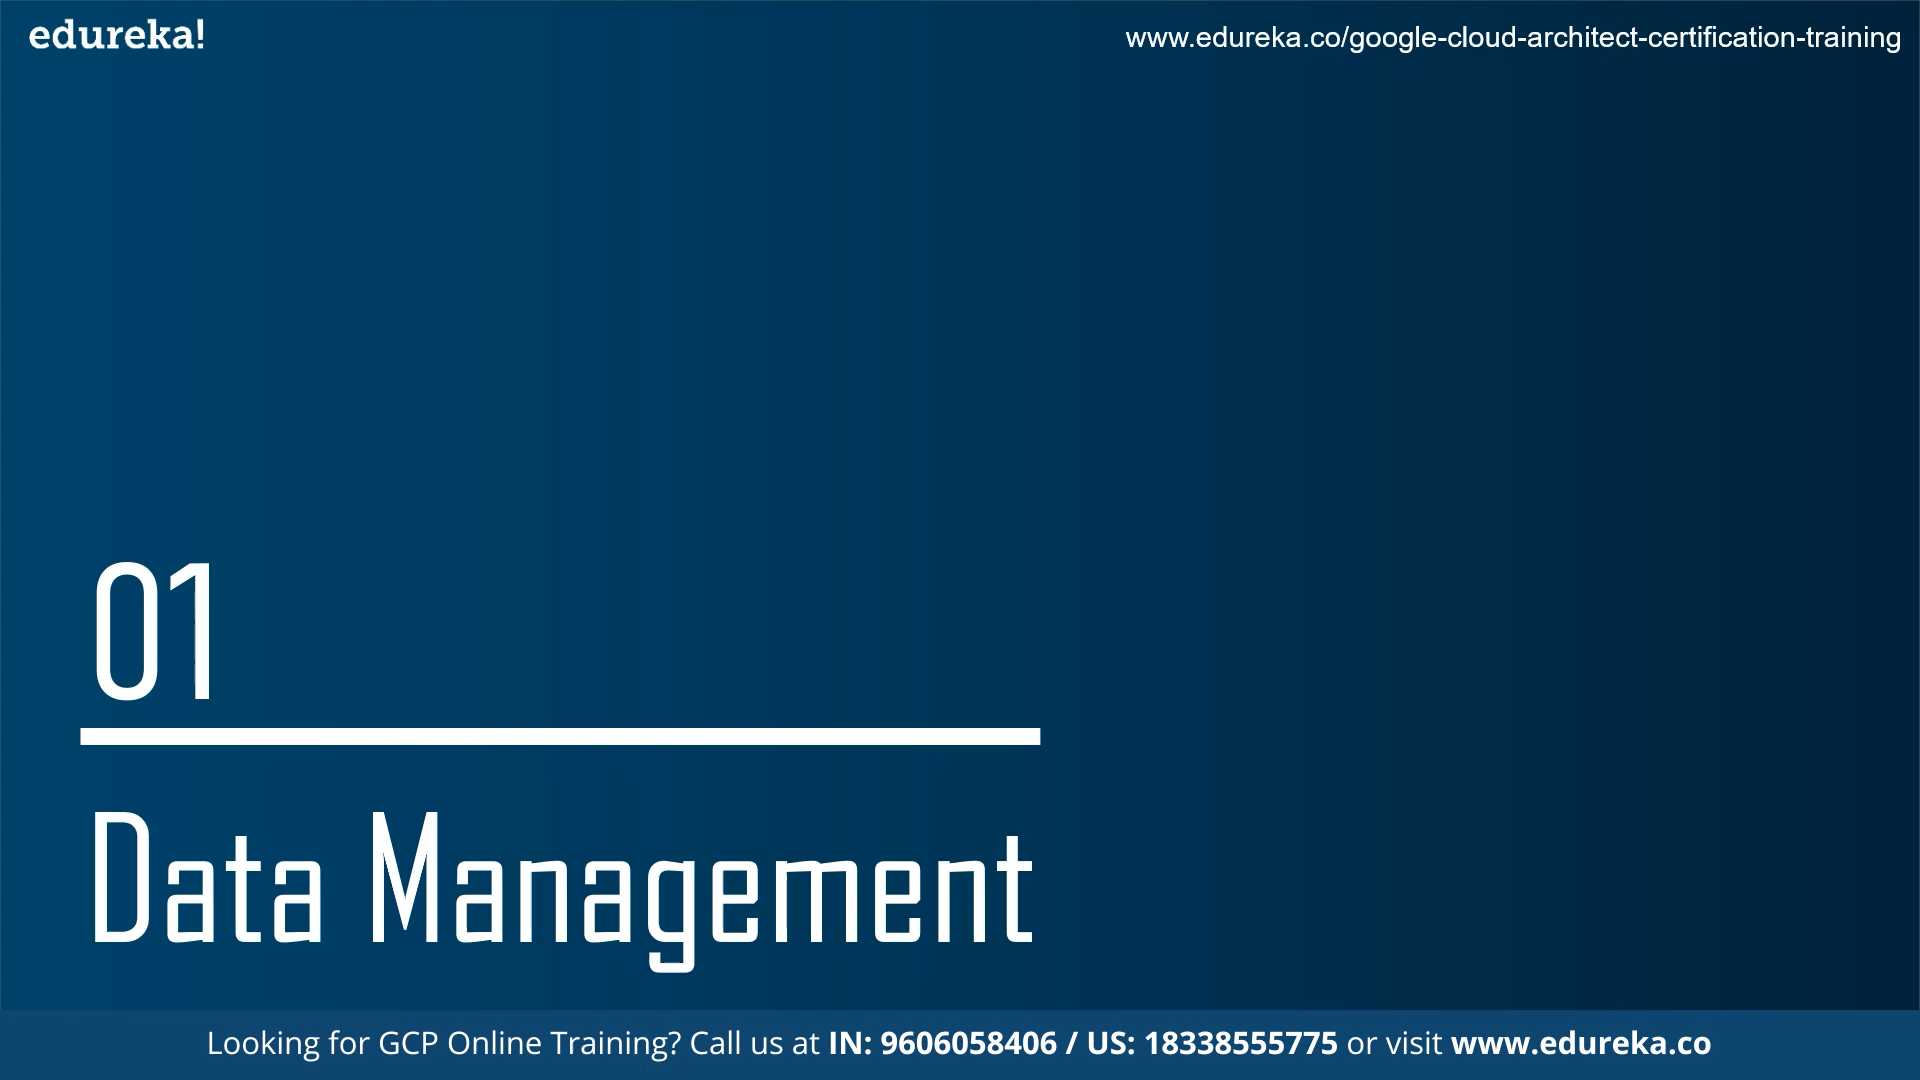 edureka!
www.edureka.co/google-cloud-architect-certification-training
01
Data Management
Looking for GCP Online Training? Call us at IN: 9606058406 / US: 18338555775 or visit www.edureka.co